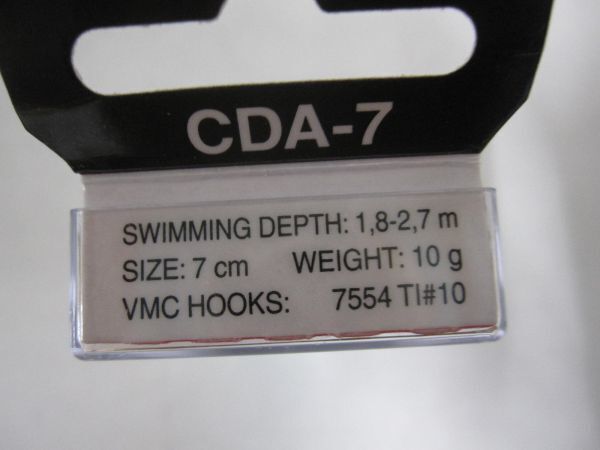 CDA-7
SWIMMING DEPTH: 1,8-2,7 m
SIZE: 7 cm WEIGHT: 10 g
VMC HOOKS: 7554 TI#10